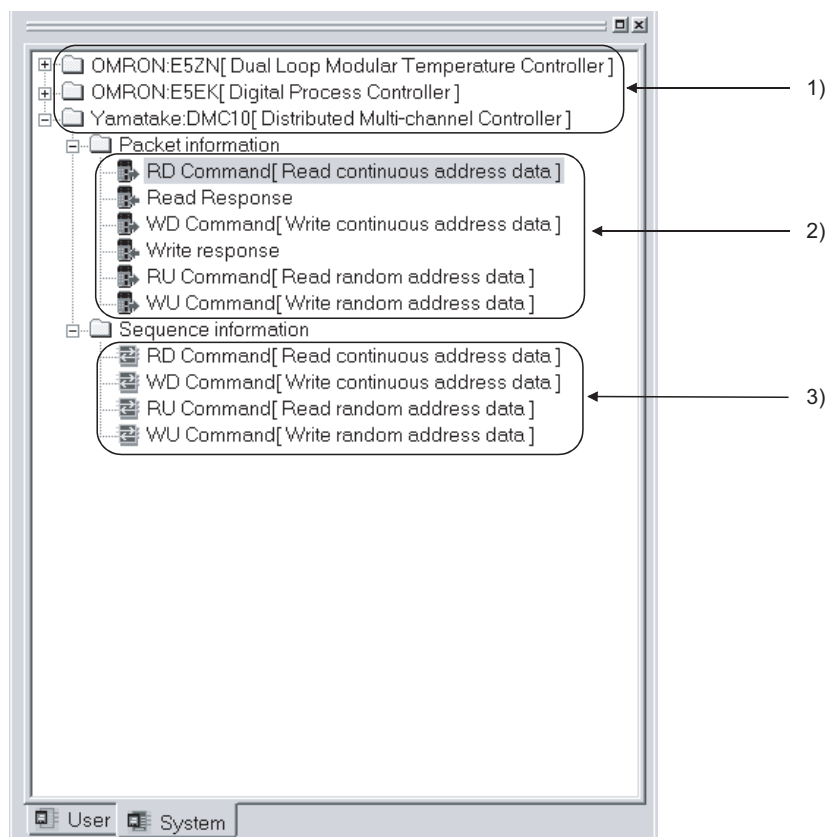 OMRON:E5ZN[ Dual Loop Modular Temperature Controller ]
OMRON:E5EK[ Digital Process Controller ]
Yamatake:DMC10[ Distributed Multi-channel Controller ]
Packet information
RD Command[ Read continuous address data ]
Read Response
WD Command[ Write continuous address data ]
Write response
RU Command[ Read random address data ]
WU Command[ Write random address data ]
Sequence information
RD Command[ Read continuous address data ]
WD Command[ Write continuous address data ]
RU Command[ Read random address data ]
WU Command[ Write random address data ]
User System
1)
2)
3)